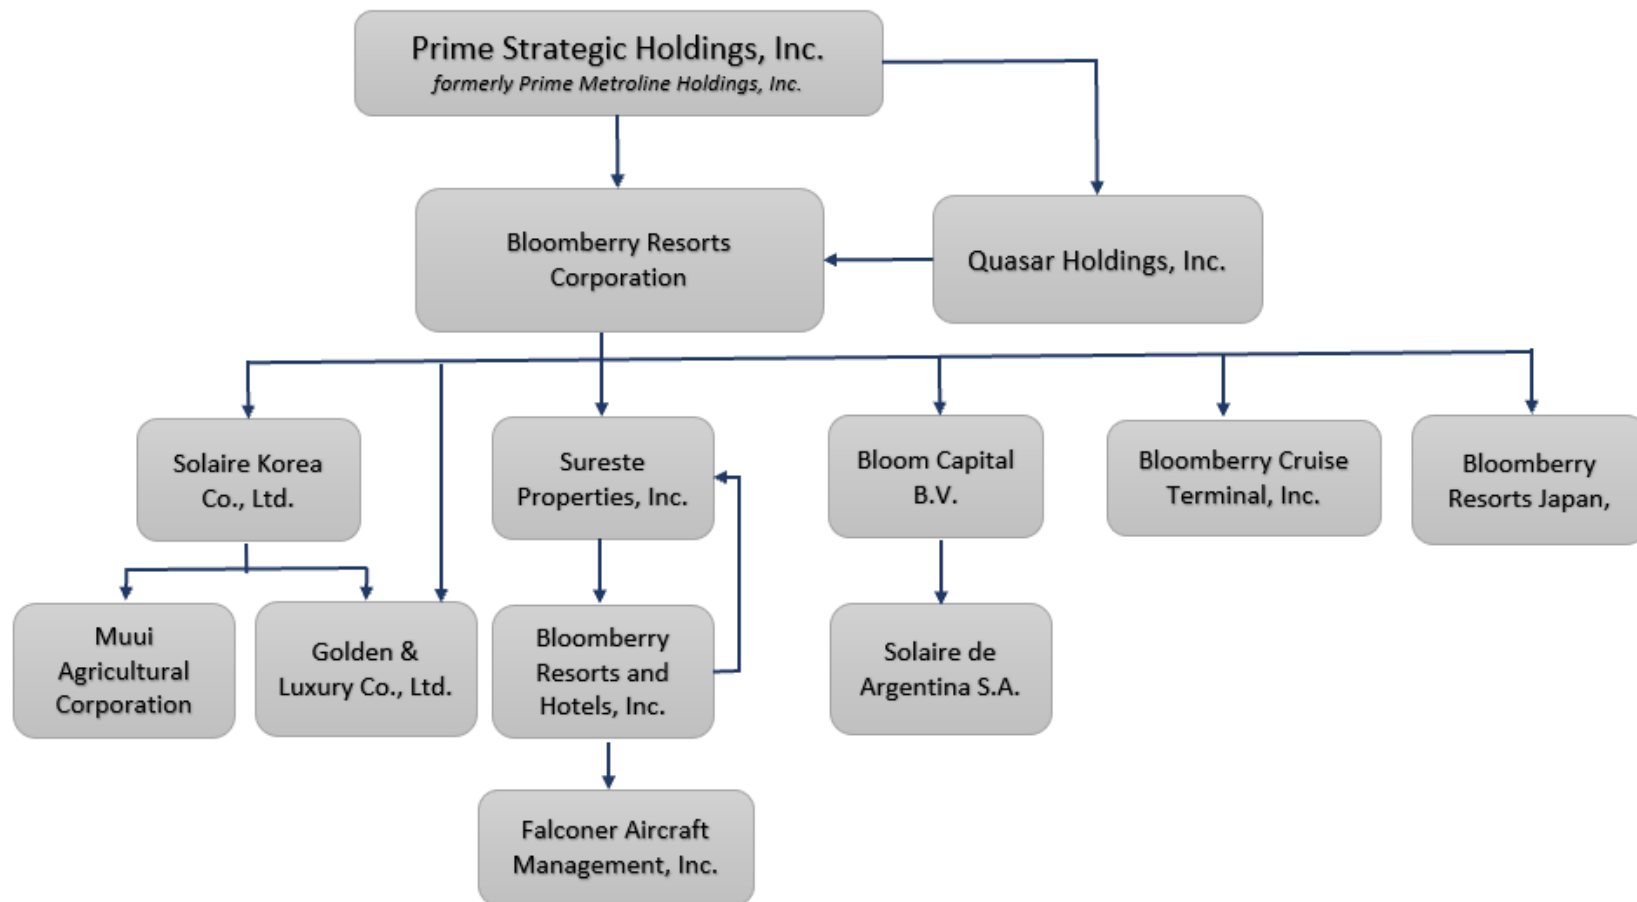 Prime Strategic Holdings, Inc.
formerly Prime Metroline Holdings, Inc.
Bloomberry Resorts
Corporation
Quasar Holdings, Inc.
Solaire Korea
Co., Ltd.
Sureste
Properties, Inc.
Bloom Capital
B.V.
Bloomberry Cruise
Terminal, Inc.
Bloomberry
Resorts Japan,
Muui
Agricultural
Corporation
Golden &
Luxury Co., Ltd.
Bloomberry
Resorts and
Hotels, Inc.
Solaire de
Argentina S.A.
Falconer Aircraft
Management, Inc.